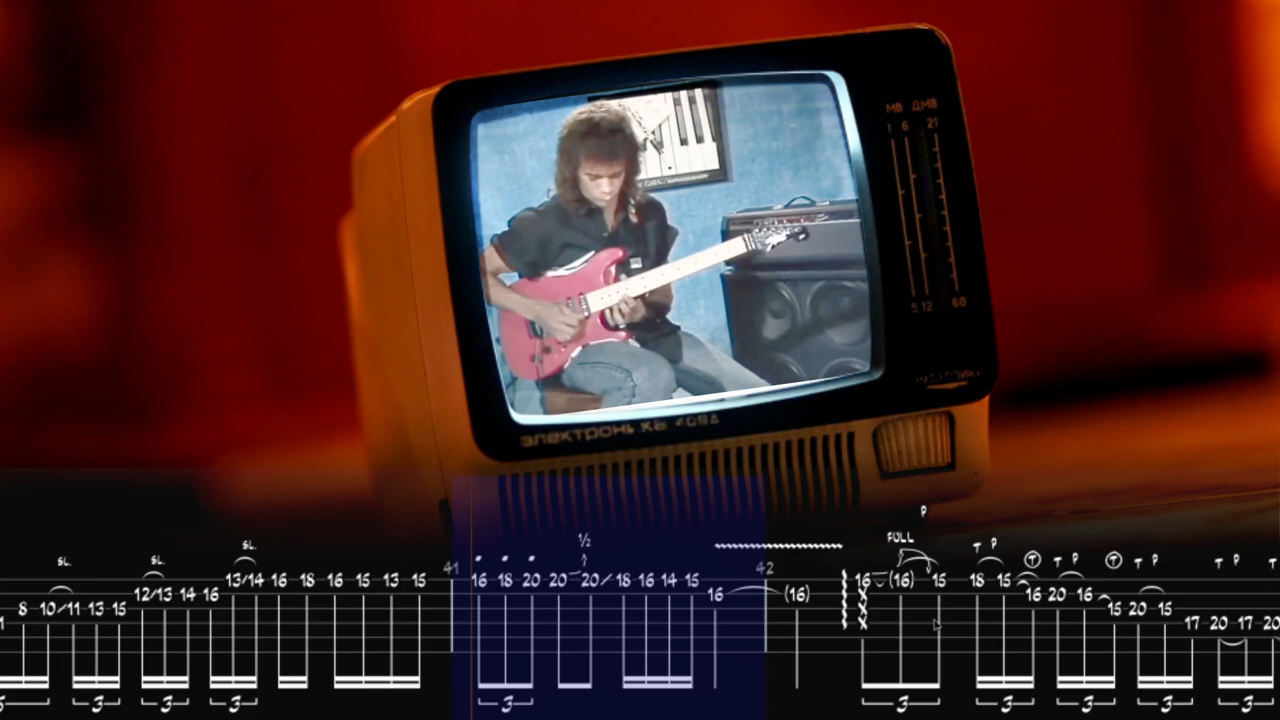 МВ ДМВ
1 6 21
5 12 60
электроника 409Д
P
½ FULL
SL. SL. SL. T P T T P T T P T P T
41 42
13/14 16 18 16 15 13 15 16 18 20 20 20/18 16 14 15 16 (16) 15 18 15
12/13 14 16 16 (16) 16 20 16
8 10/11 13 15 15 20 15
17 20 17 20
3 3 3 3 3 3 3 3